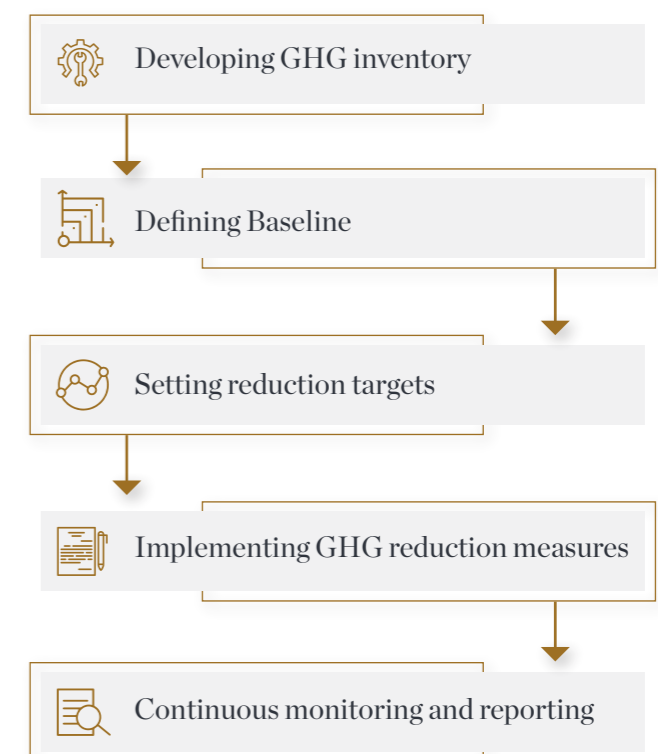 Developing GHG inventory
Defining Baseline
Setting reduction targets
Implementing GHG reduction measures
Continuous monitoring and reporting